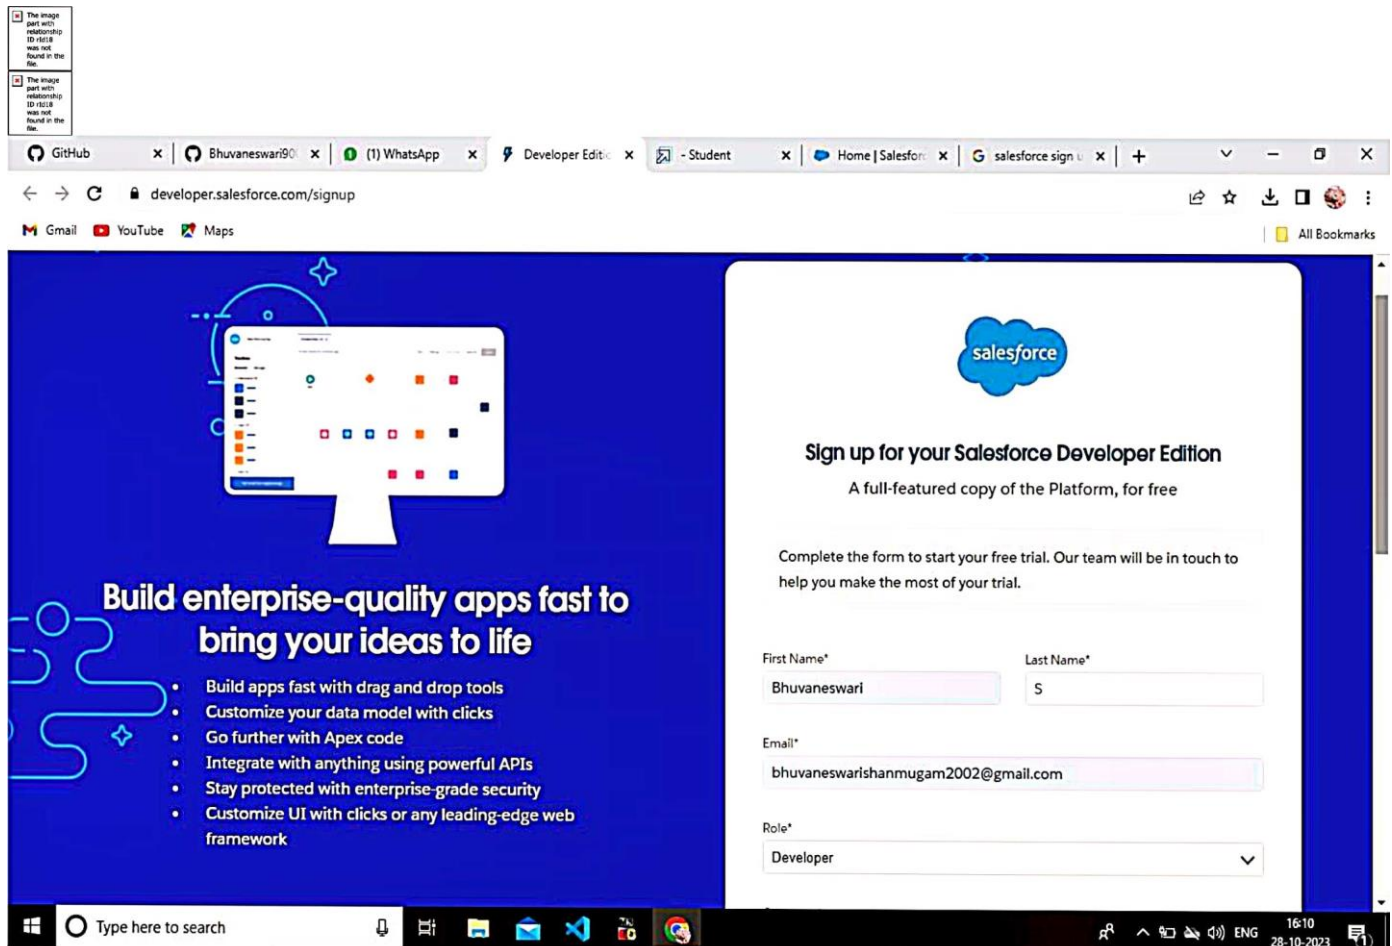 The image
part with
relationship
ID rId18
was not
found in the
file.
The image
part with
relationship
ID rId18
was not
found in the
file.
GitHub
Bhuvaneswari90
(1) WhatsApp
Developer Editic
- Student
Home | Salesforc
salesforce sign u
developer.salesforce.com/signup
Gmail YouTube Maps
All Bookmarks
Build enterprise-quality apps fast to
bring your ideas to life
• Build apps fast with drag and drop tools
• Customize your data model with clicks
• Go further with Apex code
• Integrate with anything using powerful APIs
• Stay protected with enterprise-grade security
• Customize UI with clicks or any leading-edge web
framework
salesforce
Sign up for your Salesforce Developer Edition
A full-featured copy of the Platform, for free
Complete the form to start your free trial. Our team will be in touch to
help you make the most of your trial.
First Name* Last Name*
Bhuvaneswari S
Email*
bhuvaneswarishanmugam2002@gmail.com
Role*
Developer
Type here to search
ENG
16:10
28-10-2023
1